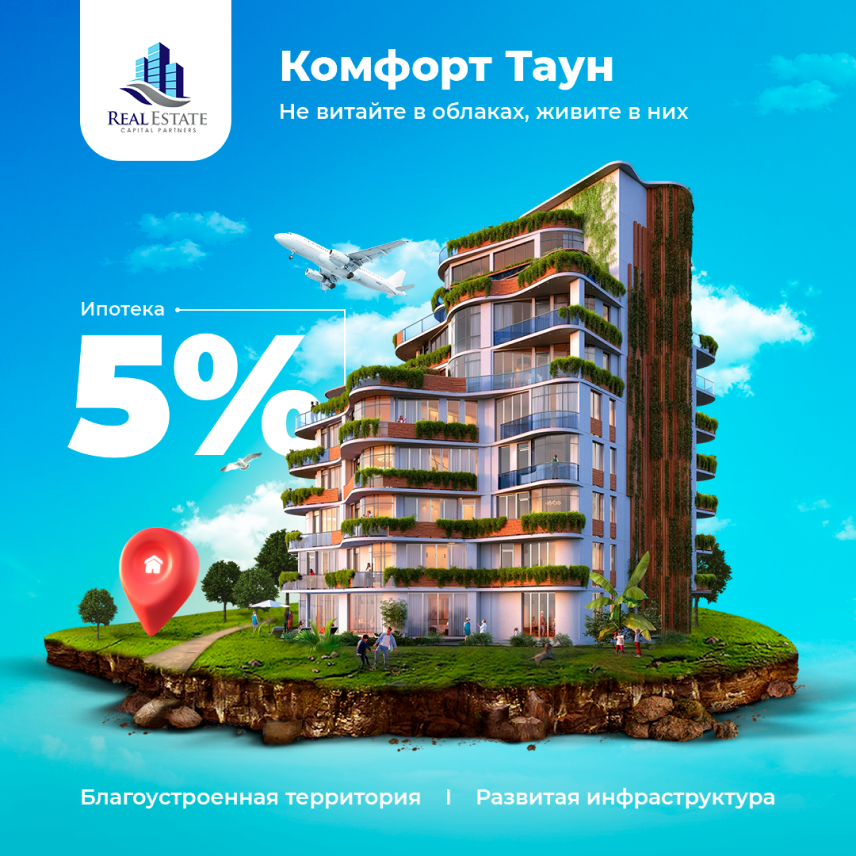 REAL ESTATE
CAPITAL PARTNERS
Комфорт Таун
Не витайте в облаках, живите в них
Ипотека
5%
Благоустроенная территория | Развитая инфраструктура